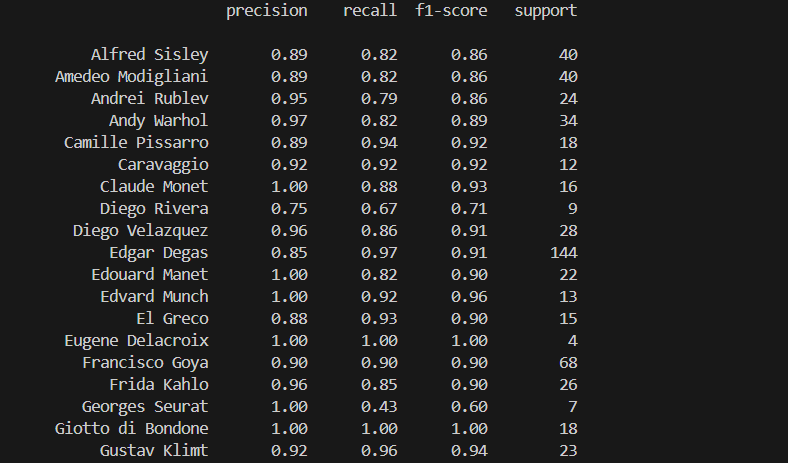 precision recall f1-score support
Alfred Sisley 0.89 0.82 0.86 40
Amedeo Modigliani 0.89 0.82 0.86 40
Andrei Rublev 0.95 0.79 0.86 24
Andy Warhol 0.97 0.82 0.89 34
Camille Pissarro 0.89 0.94 0.92 18
Caravaggio 0.92 0.92 0.92 12
Claude Monet 1.00 0.88 0.93 16
Diego Rivera 0.75 0.67 0.71 9
Diego Velazquez 0.96 0.86 0.91 28
Edgar Degas 0.85 0.97 0.91 144
Edouard Manet 1.00 0.82 0.90 22
Edvard Munch 1.00 0.92 0.96 13
El Greco 0.88 0.93 0.90 15
Eugene Delacroix 1.00 1.00 1.00 4
Francisco Goya 0.90 0.90 0.90 68
Frida Kahlo 0.96 0.85 0.90 26
Georges Seurat 1.00 0.43 0.60 7
Giotto di Bondone 1.00 1.00 1.00 18
Gustav Klimt 0.92 0.96 0.94 23